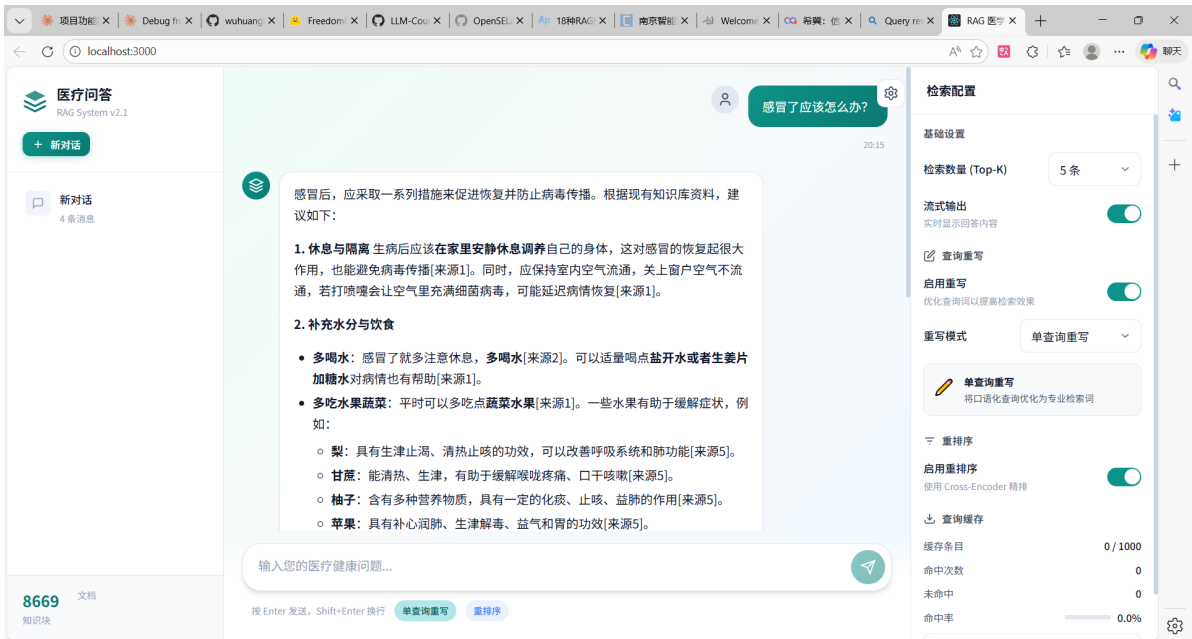 项目功能
Debug fr
wuhuang
Freedom
LLM-Cou
OpenSEL
18种RAG
南京智能
Welcome
希冀：信
Query re
RAG 医学
localhost:3000
聊天
医疗问答
RAG System v2.1
+ 新对话
新对话
4 条消息
8669 文档
知识块
感冒了应该怎么办？
20:15
感冒后，应采取一系列措施来促进恢复并防止病毒传播。根据现有知识库资料，建
议如下：
1. 休息与隔离 生病后应该在家里安静休息调养自己的身体，这对感冒的恢复起很大
作用，也能避免病毒传播[来源1]。同时，应保持室内空气流通，关上窗户空气不流
通，若打喷嚏会让空气里充满细菌病毒，可能延迟病情恢复[来源1]。
2. 补充水分与饮食
• 多喝水：感冒了就多注意休息，多喝水[来源2]。可以适量喝点盐开水或者生姜片
加糖水对病情也有帮助[来源1]。
• 多吃水果蔬菜：平时可以多吃点蔬菜水果[来源1]。一些水果有助于缓解症状，例
如：
○ 梨：具有生津止渴、清热止咳的功效，可以改善呼吸系统和肺功能[来源5]。
○ 甘蔗：能清热、生津，有助于缓解喉咙疼痛、口干咳嗽[来源5]。
○ 柚子：含有多种营养物质，具有一定的化痰、止咳、益肺的作用[来源5]。
○ 苹果：具有补心润肺、生津解毒、益气和胃的功效[来源5]。
输入您的医疗健康问题...
按 Enter 发送，Shift+Enter 换行 单查询重写 重排序
检索配置
基础设置
检索数量 (Top-K) 5 条
流式输出
实时显示回答内容
查询重写
启用重写
优化查询词以提高检索效果
重写模式 单查询重写
单查询重写
将口语化查询优化为专业检索词
重排序
启用重排序
使用 Cross-Encoder 精排
查询缓存
缓存条目 0 / 1000
命中次数 0
未命中 0
命中率 0.0%